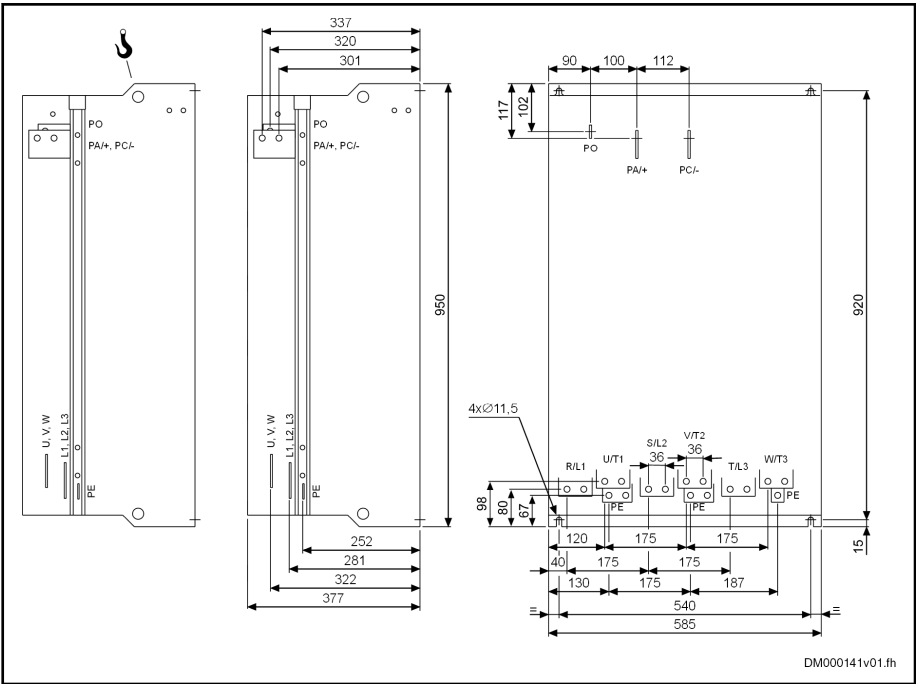 PO
PA/+, PC/-
U, V, W
L1, L2, L3
PE
337
320
301
PO
PA/+, PC/-
950
U, V, W
L1, L2, L3
PE
252
281
322
377
90
100
112
117
102
PO
PA/+
PC/-
920
4xØ11,5
R/L1
U/T1
S/L2
36
V/T2
36
T/L3
W/T3
98
80
67
PE
PE
PE
120
175
175
40
175
175
130
175
187
15
=
540
=
585
DM000141v01.fh